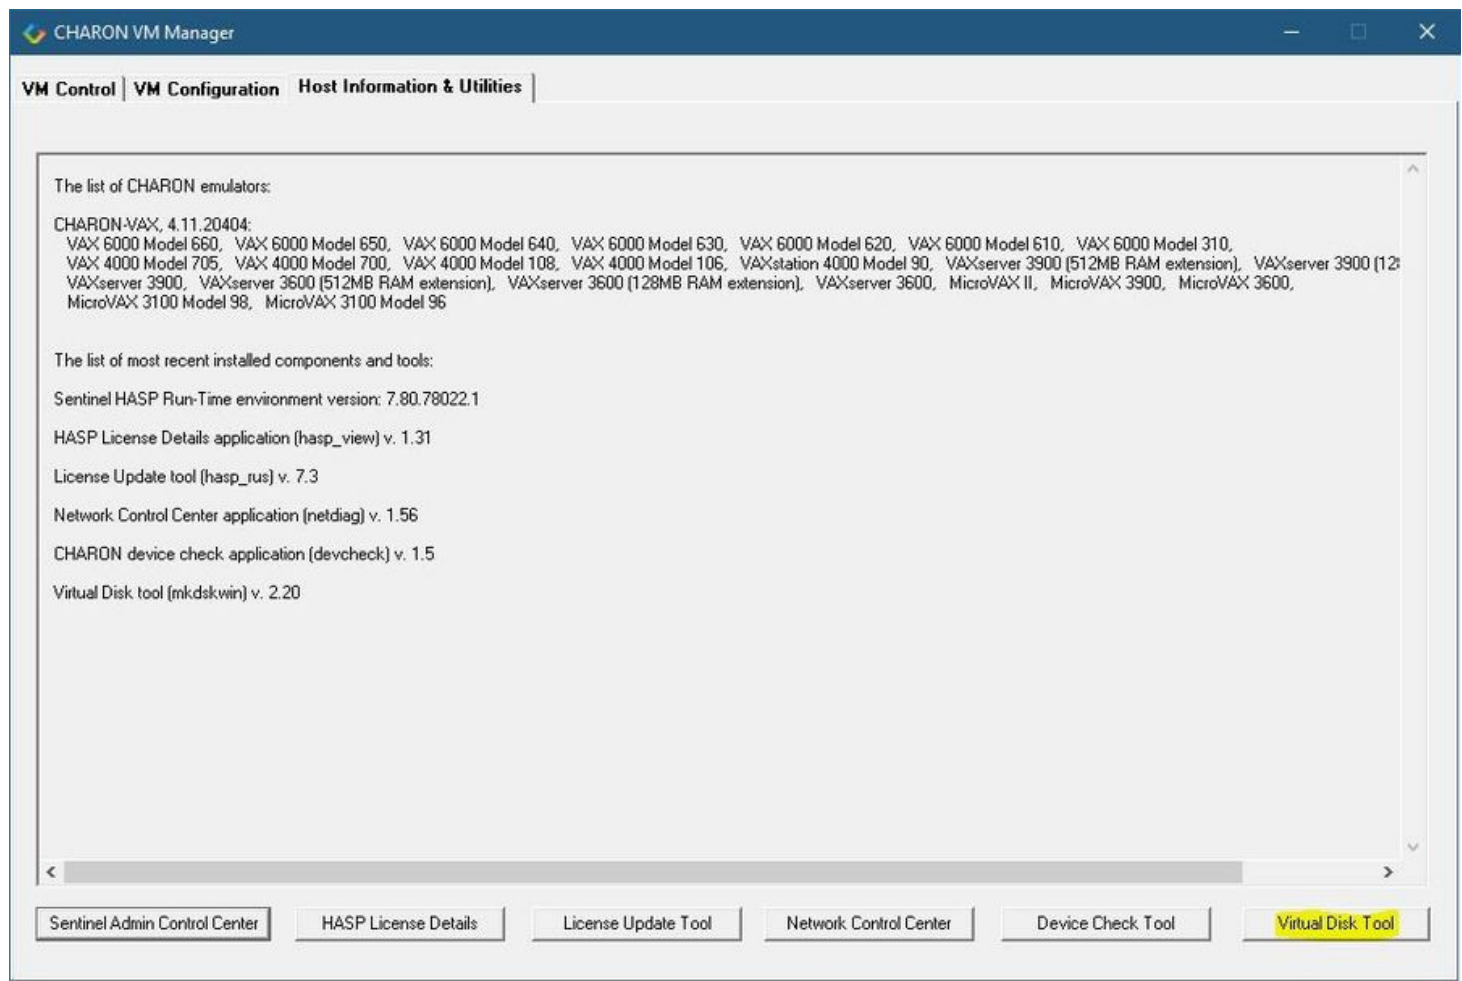 CHARON VM Manager
VM Control VM Configuration Host Information & Utilities
The list of CHARON emulators:
CHARON-VAX, 4.11.20404:
VAX 6000 Model 660, VAX 6000 Model 650, VAX 6000 Model 640, VAX 6000 Model 630, VAX 6000 Model 620, VAX 6000 Model 610, VAX 6000 Model 310,
VAX 4000 Model 705, VAX 4000 Model 700, VAX 4000 Model 108, VAX 4000 Model 106, VAXstation 4000 Model 90, VAXserver 3900 (512MB RAM extension), VAXserver 3900 (12
VAXserver 3900, VAXserver 3600 (512MB RAM extension), VAXserver 3600 (128MB RAM extension), VAXserver 3600, MicroVAX II, MicroVAX 3900, MicroVAX 3600,
MicroVAX 3100 Model 98, MicroVAX 3100 Model 96
The list of most recent installed components and tools:
Sentinel HASP Run-Time environment version: 7.80.78022.1
HASP License Details application (hasp_view) v. 1.31
License Update tool (hasp_rus) v. 7.3
Network Control Center application (netdiag) v. 1.56
CHARON device check application (devcheck) v. 1.5
Virtual Disk tool (mkdskwin) v. 2.20
Sentinel Admin Control Center HASP License Details License Update Tool Network Control Center Device Check Tool Virtual Disk Tool